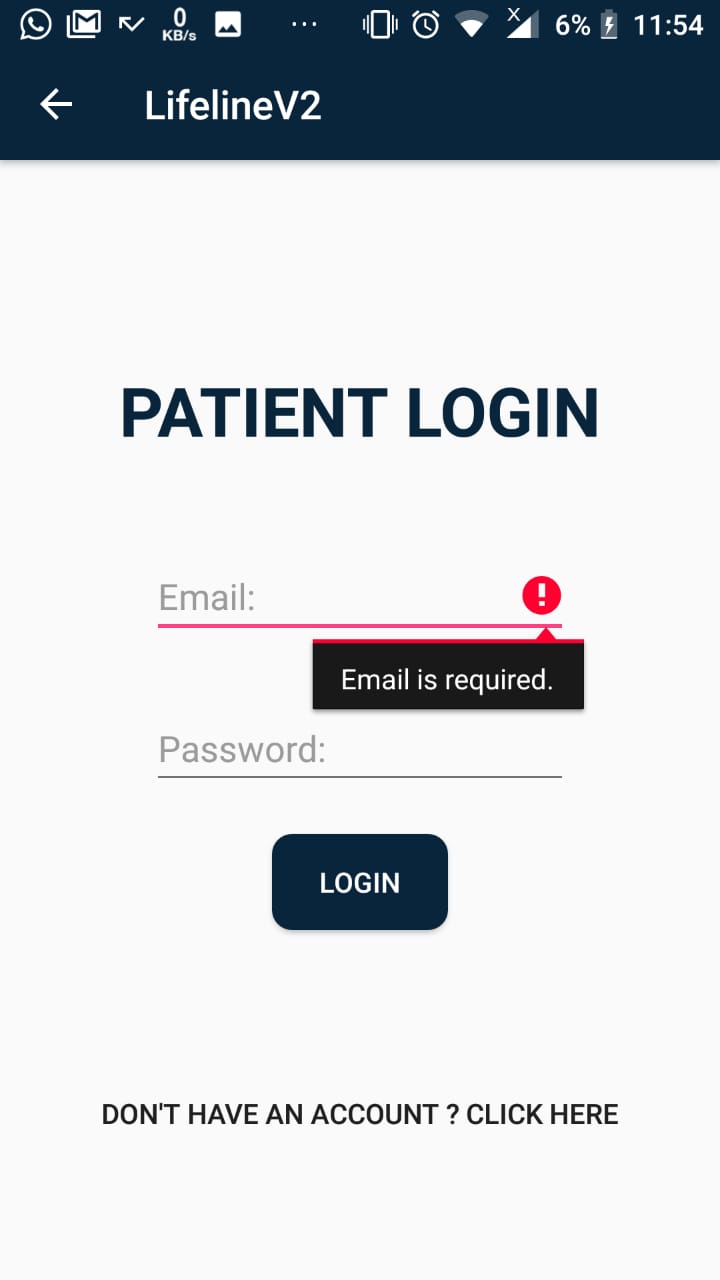 0 KB/s ... X 6% 11:54
LifelineV2
PATIENT LOGIN
Email:
Email is required.
Password:
LOGIN
DON'T HAVE AN ACCOUNT ? CLICK HERE